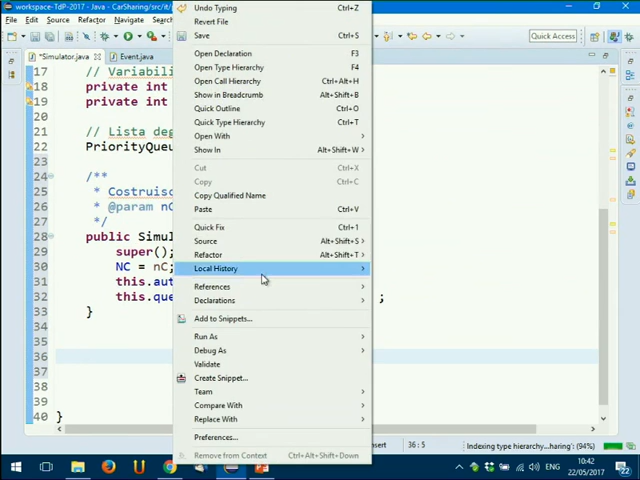 workspace-TdP-2017 - Java - CarSharing/src/it/
File Edit Source Refactor Navigate
Quick Access
*Simulator.java
Event.java
17 // Variabili
18 private int
19 private int
20
21 // Lista deg
22 PriorityQueu
23
24 /**
25 * Costruisc
26 * @param nC
27 */
28 public Simul
29 super();
30 NC = nC;
31 this.aut
32 this.que ;
33 }
34
35
36
37
38
39
40 }
Undo Typing Ctrl+Z
Revert File
Save Ctrl+S
Open Declaration F3
Open Type Hierarchy F4
Open Call Hierarchy Ctrl+Alt+H
Show in Breadcrumb Alt+Shift+B
Quick Outline Ctrl+O
Quick Type Hierarchy Ctrl+T
Open With
Show In Alt+Shift+W
Cut Ctrl+X
Copy Ctrl+C
Copy Qualified Name
Paste Ctrl+V
Quick Fix Ctrl+1
Source Alt+Shift+S
Refactor Alt+Shift+T
Local History
References
Declarations
Add to Snippets...
Run As
Debug As
Validate
Create Snippet...
Team
Compare With
Replace With
Preferences...
Remove from Context Ctrl+Alt+Shift+Down
36 : 5
Indexing type hierarchy...haring': (94%)
ENG
10:42
22/05/2017